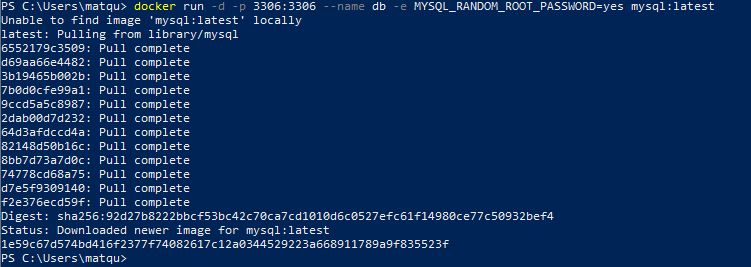 PS C:\Users\matqu> docker run -d -p 3306:3306 --name db -e MYSQL_RANDOM_ROOT_PASSWORD=yes mysql:latest
Unable to find image 'mysql:latest' locally
latest: Pulling from library/mysql
6552179c3509: Pull complete
d69aa66e4482: Pull complete
3b19465b002b: Pull complete
7b0d0cfe99a1: Pull complete
9ccd5a5c8987: Pull complete
2dab00d7d232: Pull complete
64d3afdccd4a: Pull complete
82148d50b16c: Pull complete
8bb7d73a7d0c: Pull complete
74778cd68a75: Pull complete
d7e5f9309140: Pull complete
f2e376ecd59f: Pull complete
Digest: sha256:92d27b8222bbcf53bc42c70ca7cd1010d6c0527efc61f14980ce77c50932bef4
Status: Downloaded newer image for mysql:latest
1e59c67d574bd416f2377f74082617c12a0344529223a668911789a9f835523f
PS C:\Users\matqu>